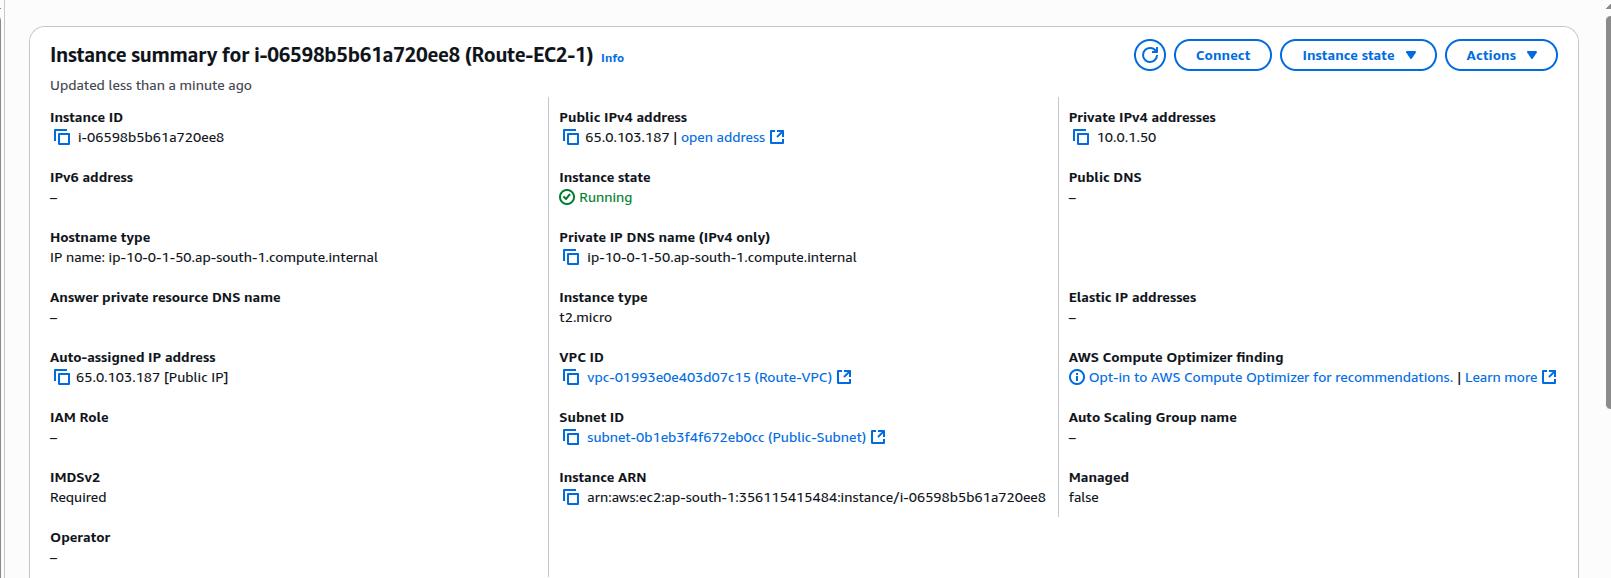 Instance summary for i-06598b5b61a720ee8 (Route-EC2-1) Info
Connect
Instance state
Actions
Updated less than a minute ago
Instance ID
i-06598b5b61a720ee8
Public IPv4 address
65.0.103.187 | open address
Private IPv4 addresses
10.0.1.50
IPv6 address
–
Instance state
Running
Public DNS
–
Hostname type
IP name: ip-10-0-1-50.ap-south-1.compute.internal
Private IP DNS name (IPv4 only)
ip-10-0-1-50.ap-south-1.compute.internal
Answer private resource DNS name
–
Instance type
t2.micro
Elastic IP addresses
–
Auto-assigned IP address
65.0.103.187 [Public IP]
VPC ID
vpc-01993e0e403d07c15 (Route-VPC)
AWS Compute Optimizer finding
Opt-in to AWS Compute Optimizer for recommendations. | Learn more
IAM Role
–
Subnet ID
subnet-0b1eb3f4f672eb0cc (Public-Subnet)
Auto Scaling Group name
–
IMDSv2
Required
Instance ARN
arn:aws:ec2:ap-south-1:356115415484:instance/i-06598b5b61a720ee8
Managed
false
Operator
–